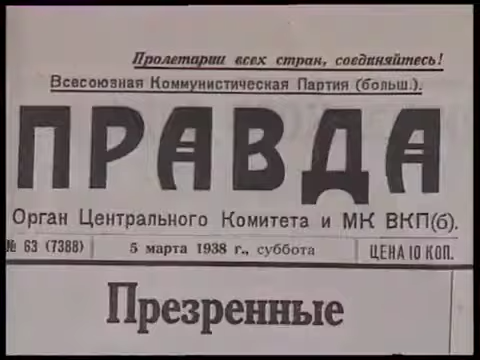 Пролетарии всех стран, соединяйтесь!
Всесоюзная Коммунистическая Партия (больш.).
ПРАВДА
Орган Центрального Комитета и МК ВКП(б).
№ 63 (7388) 5 марта 1938 г., суббота ЦЕНА 10 КОП.
Презренные